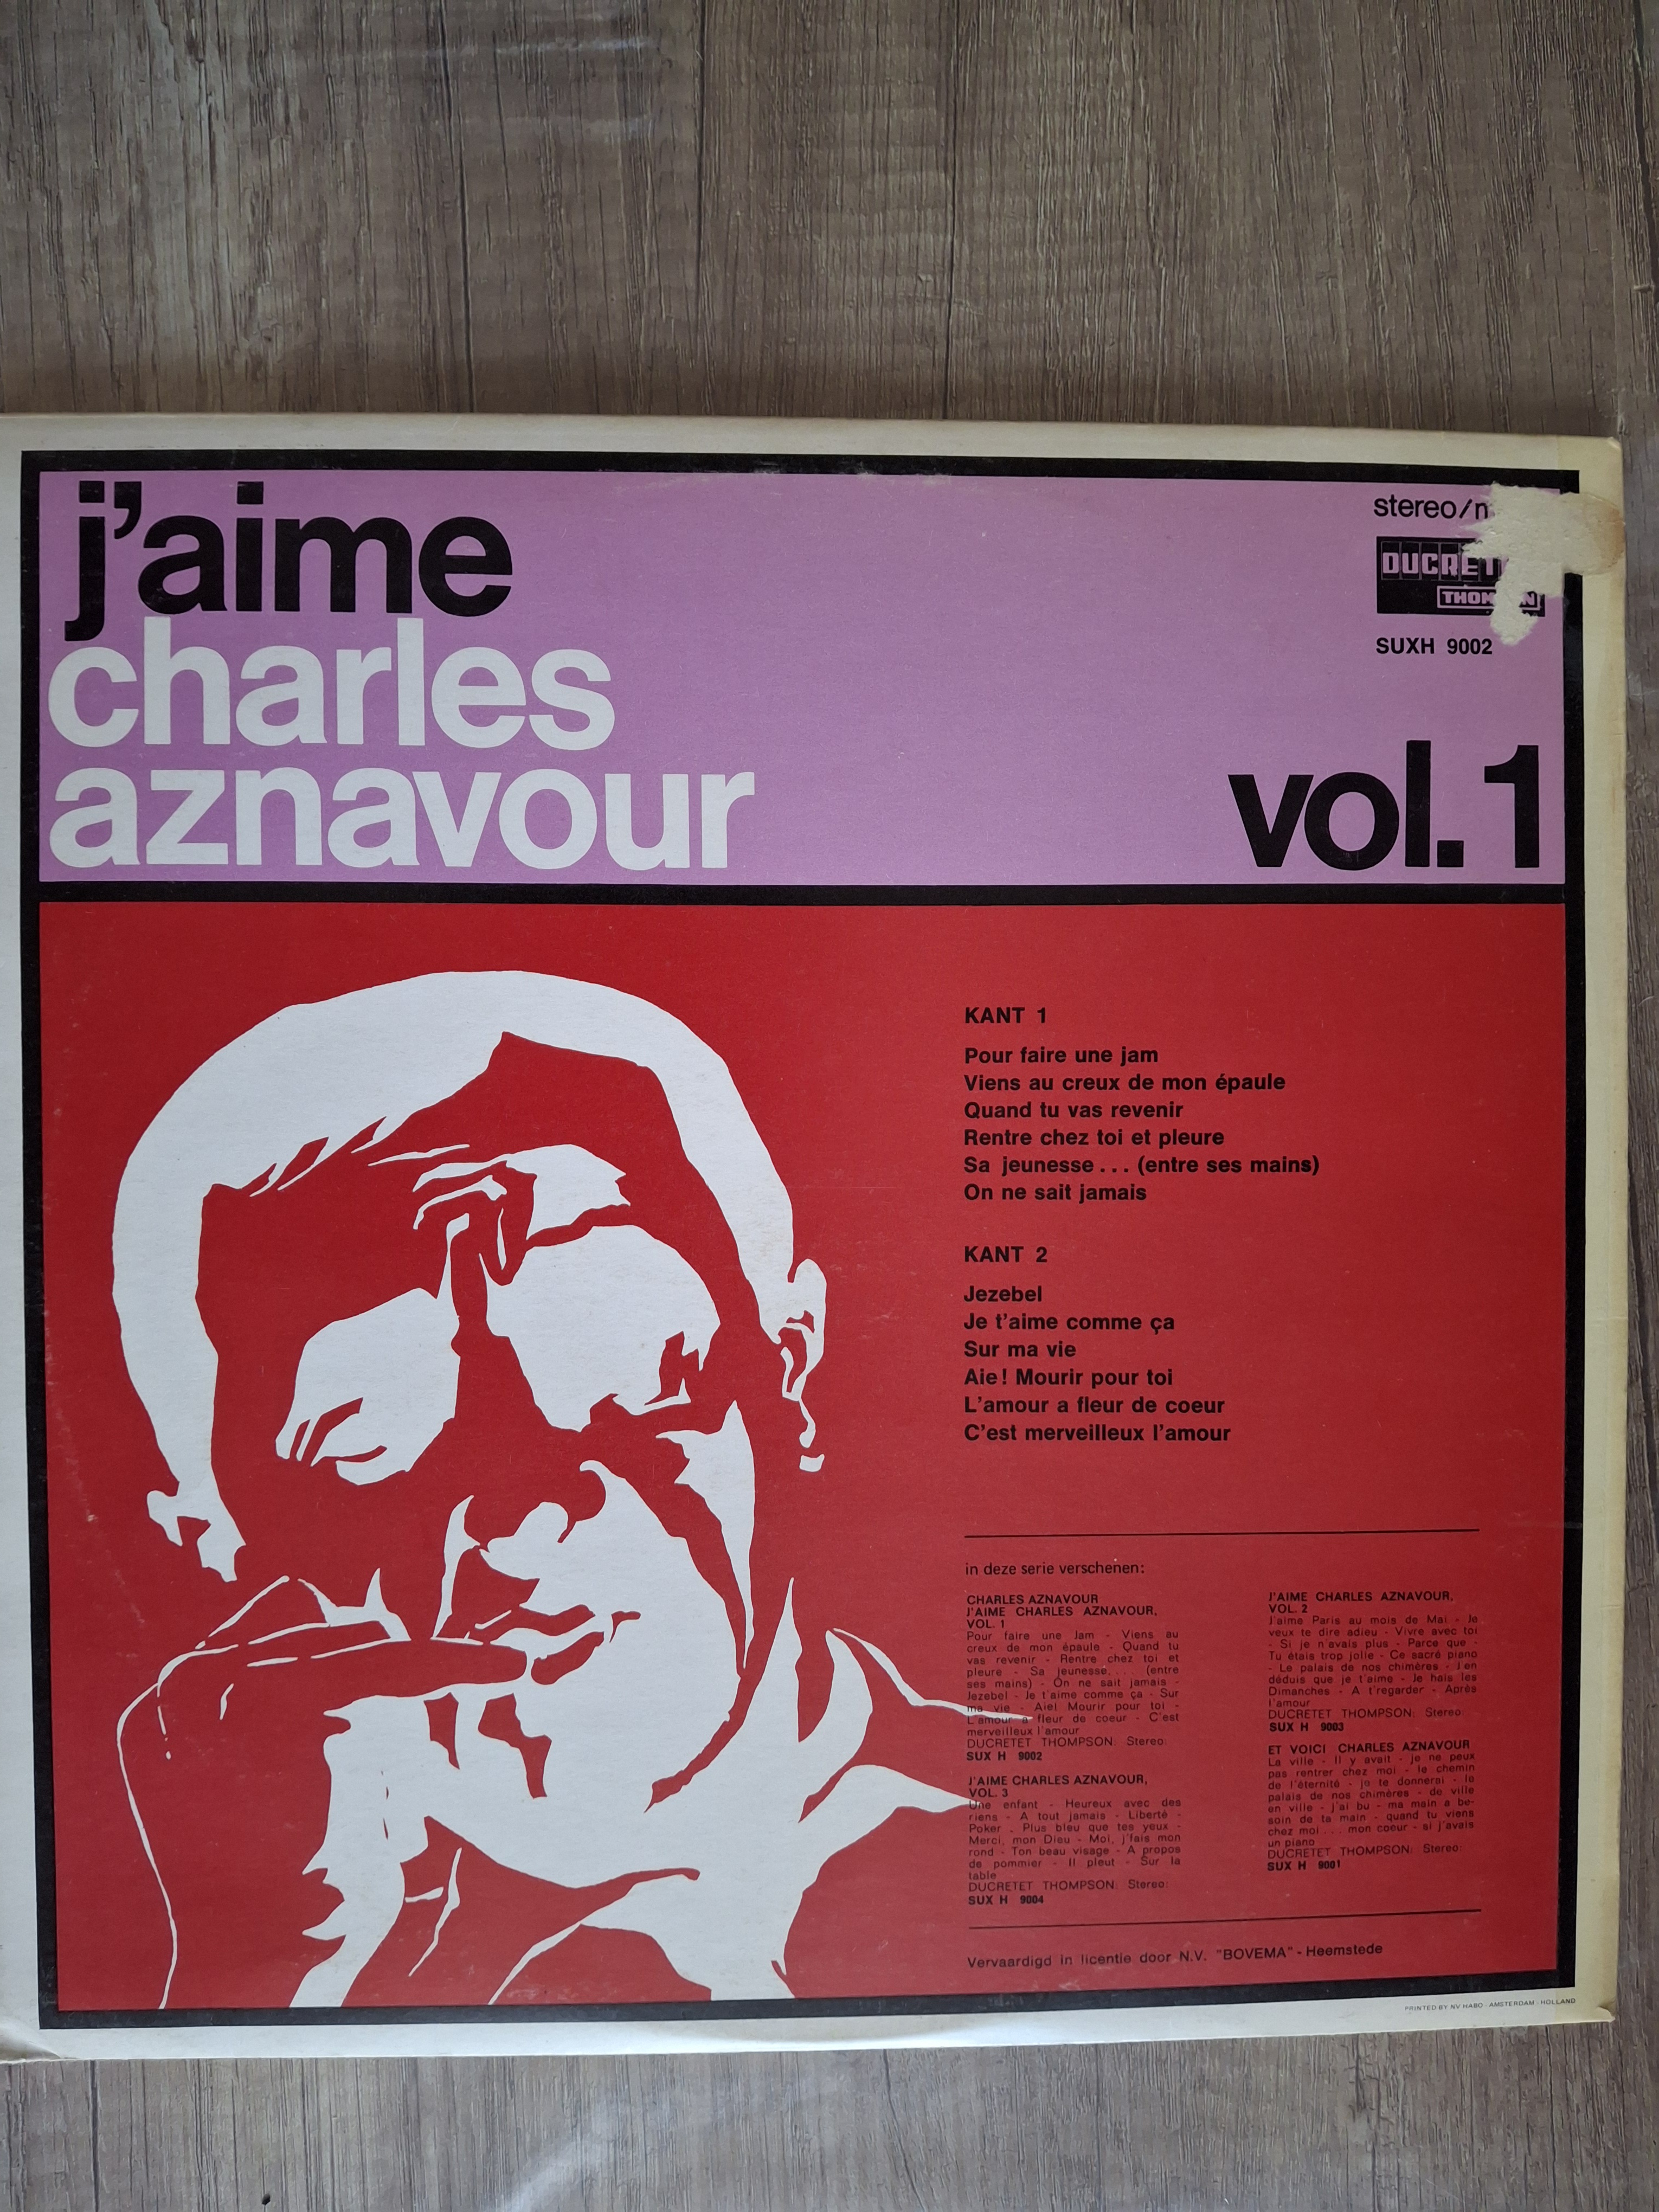 j'aime
charles
aznavour
vol. 1
stereo/
DUCRET
THOM
SUXH 9002
KANT 1
Pour faire une jam
Viens au creux de mon épaule
Quand tu vas revenir
Rentre chez toi et pleure
Sa jeunesse... (entre ses mains)
On ne sait jamais
KANT 2
Jezebel
Je t'aime comme ça
Sur ma vie
Aie! Mourir pour toi
L'amour a fleur de coeur
C'est merveilleux l'amour
in deze serie verschenen:
CHARLES AZNAVOUR
J'AIME CHARLES AZNAVOUR,
VOL. 1
Pour faire une Jam - Viens au
creux de mon épaule - Quand tu
vas revenir - Rentre chez toi et
pleure - Sa jeunesse.... (entre
ses mains) - On ne sait jamais -
Jezebel - Je t'aime comme ça - Sur
ma vie - Aie! Mourir pour toi -
L'amour a fleur de coeur - C'est
merveilleux l'amour
DUCRETET THOMPSON: Stereo:
SUX H 9002
J'AIME CHARLES AZNAVOUR,
VOL. 3
Une enfant - Heureux avec des
riens - A tout jamais - Liberté -
Poker - Plus bleu que tes yeux -
Merci, mon Dieu - Moi, j'fais mon
rond - Ton beau visage - A propos
de pommier - Il pleut - Sur la
table
DUCRETET THOMPSON: Stereo:
SUX H 9004
J'AIME CHARLES AZNAVOUR,
VOL. 2
J'aime Paris au mois de Mai - Je
veux te dire adieu - Vivre avec toi
- Si je n'avais plus - Parce que -
Tu étais trop jolie - Ce sacré piano
- Le palais de nos chimères - J'en
déduis que je t'aime - Je hais les
Dimanches - A t'regarder - Après
l'amour
DUCRETET THOMPSON: Stereo:
SUX H 9003
ET VOICI CHARLES AZNAVOUR
La ville - Il y avait - je ne peux
pas rentrer chez moi - le chemin
de l'éternité - je te donnerai - le
palais de nos chimères - de ville
en ville - j'ai bu - ma main a be-
soin de ta main - quand tu viens
chez moi... mon coeur - si j'avais
un piano
DUCRETET THOMPSON: Stereo:
SUX H 9001
Vervaardigd in licentie door N.V. "BOVEMA" - Heemstede
PRINTED BY NV HABO - AMSTERDAM - HOLLAND